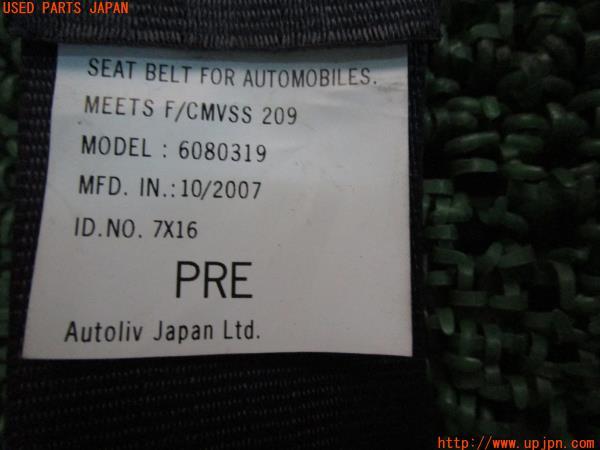 USED PARTS JAPAN
SEAT BELT FOR AUTOMOBILES.
MEETS F/CMVSS 209
MODEL : 6080319
MFD. IN.:10/2007
ID.NO. 7X16
PRE
Autoliv Japan Ltd.
http://www.upjpn.com